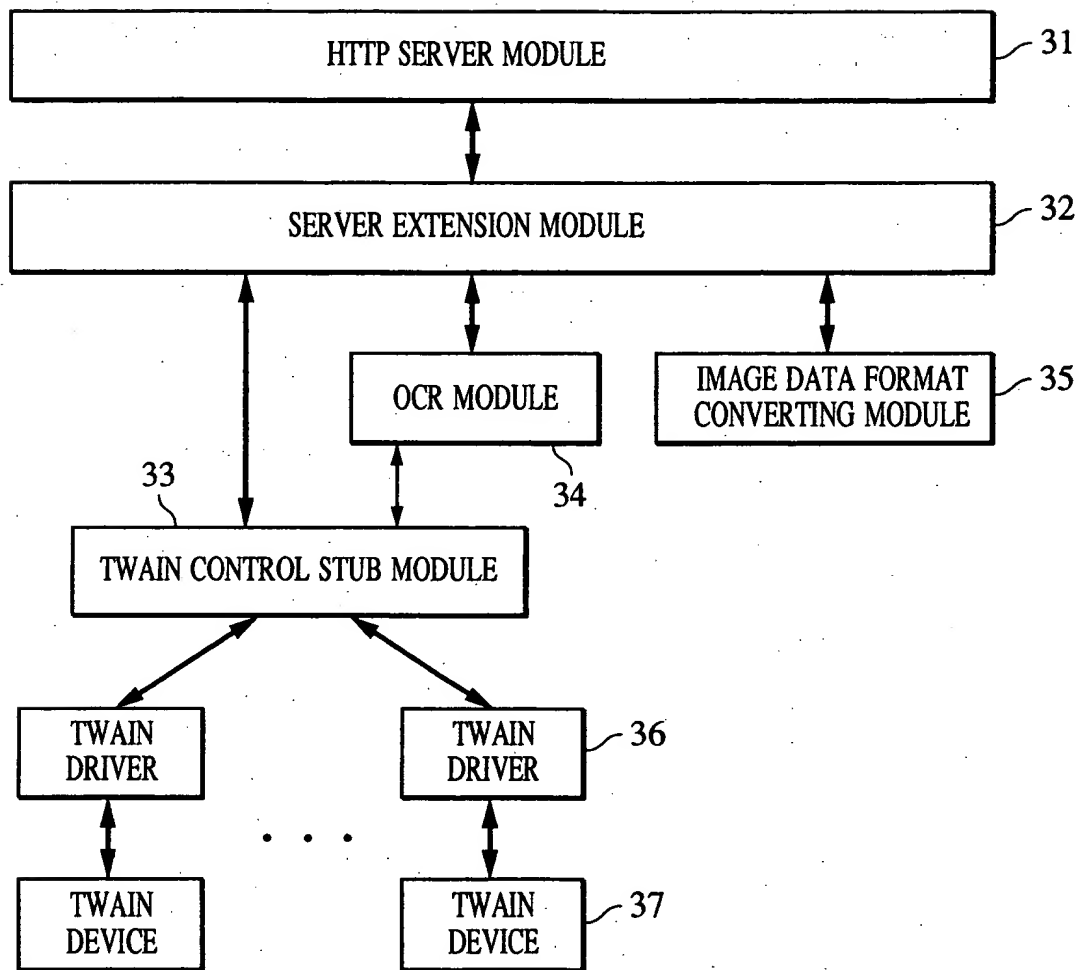 HTTP SERVER MODULE
31
SERVER EXTENSION MODULE
32
OCR MODULE
34
IMAGE DATA FORMAT
CONVERTING MODULE
35
33
TWAIN CONTROL STUB MODULE
TWAIN
DRIVER
TWAIN
DRIVER
36
TWAIN
DEVICE
TWAIN
DEVICE
37